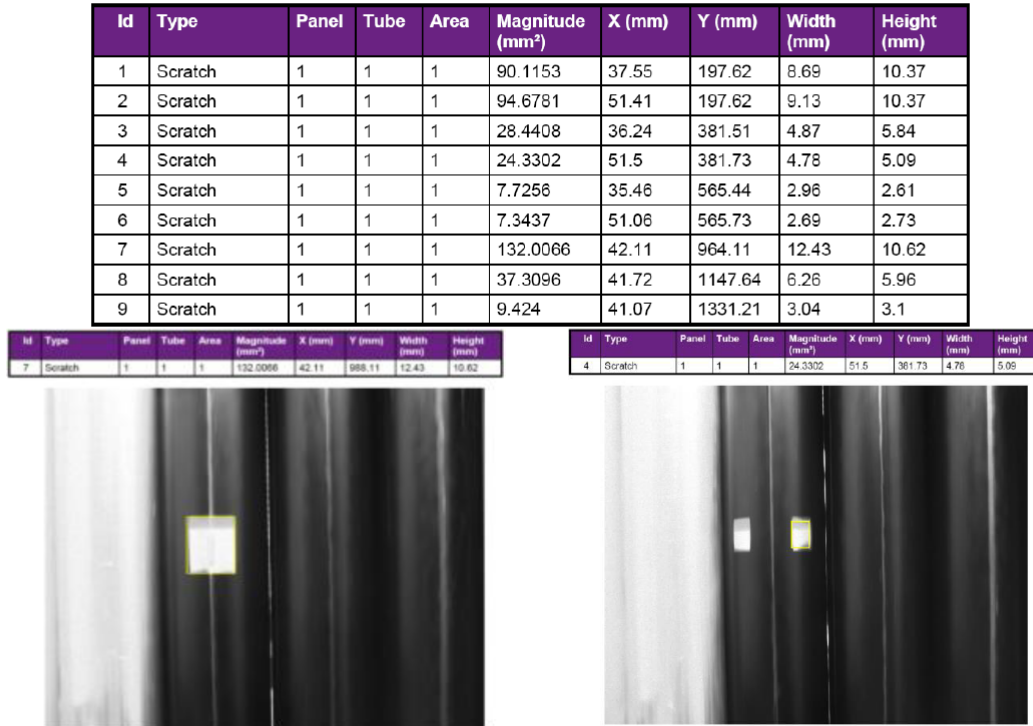 Id Type Panel Tube Area Magnitude (mm²) X (mm) Y (mm) Width (mm) Height (mm)
1 Scratch 1 1 1 90.1153 37.55 197.62 8.69 10.37
2 Scratch 1 1 1 94.6781 51.41 197.62 9.13 10.37
3 Scratch 1 1 1 28.4408 36.24 381.51 4.87 5.84
4 Scratch 1 1 1 24.3302 51.5 381.73 4.78 5.09
5 Scratch 1 1 1 7.7256 35.46 565.44 2.96 2.61
6 Scratch 1 1 1 7.3437 51.06 565.73 2.69 2.73
7 Scratch 1 1 1 132.0066 42.11 964.11 12.43 10.62
8 Scratch 1 1 1 37.3096 41.72 1147.64 6.26 5.96
9 Scratch 1 1 1 9.424 41.07 1331.21 3.04 3.1
Id Type Panel Tube Area Magnitude (mm²) X (mm) Y (mm) Width (mm) Height (mm)
7 Scratch 1 1 1 132.0066 42.11 988.11 12.43 10.62
Id Type Panel Tube Area Magnitude (mm²) X (mm) Y (mm) Width (mm) Height (mm)
4 Scratch 1 1 1 24.3302 51.5 381.73 4.78 5.09